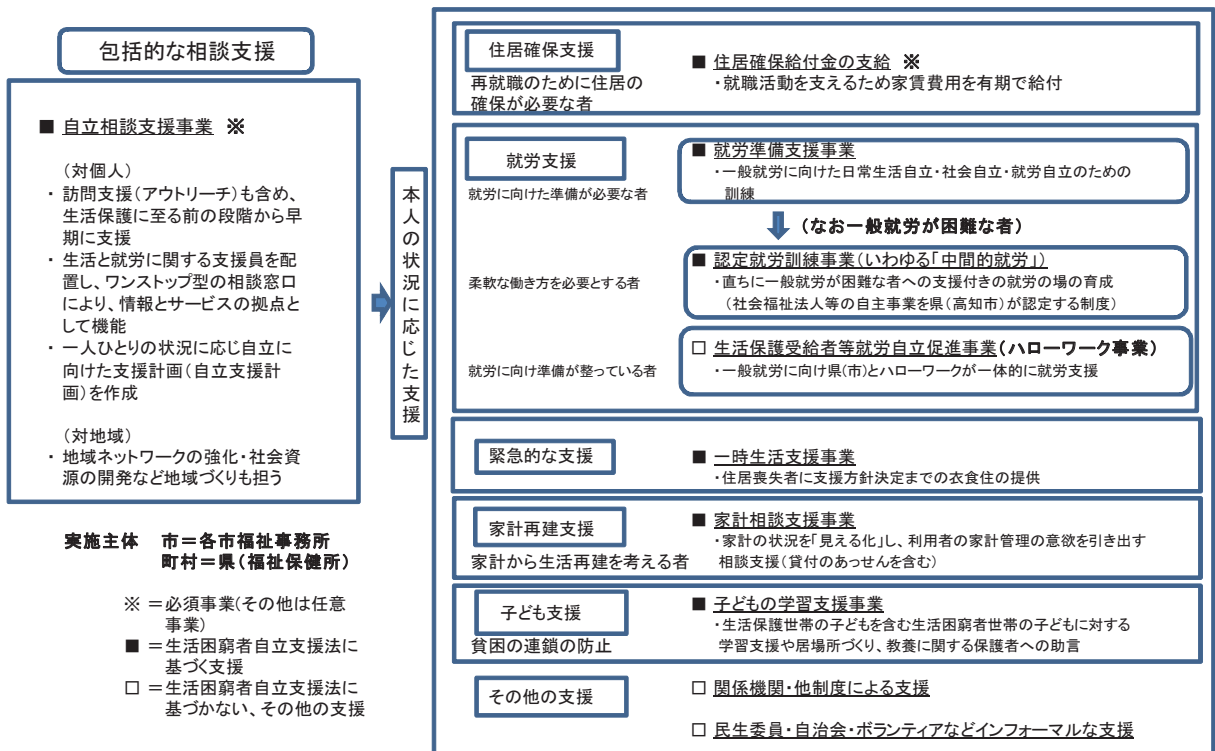 包括的な相談支援
■ 自立相談支援事業 ※
（対個人）
・ 訪問支援（アウトリーチ）も含め、
生活保護に至る前の段階から早
期に支援
・ 生活と就労に関する支援員を配
置し、ワンストップ型の相談窓口
により、情報とサービスの拠点と
して機能
・ 一人ひとりの状況に応じ自立に
向けた支援計画（自立支援計
画）を作成
（対地域）
・ 地域ネットワークの強化・社会資
源の開発など地域づくりも担う
実施主体 市＝各市福祉事務所
町村＝県（福祉保健所）
※ ＝必須事業(その他は任意
事業）
■ ＝生活困窮者自立支援法に
基づく支援
□ ＝生活困窮者自立支援法に
基づかない、その他の支援
本人の状況に応じた支援
住居確保支援
再就職のために住居の
確保が必要な者
■ 住居確保給付金の支給 ※
・就職活動を支えるため家賃費用を有期で給付
就労支援
就労に向けた準備が必要な者
■ 就労準備支援事業
・一般就労に向けた日常生活自立・社会自立・就労自立のための
訓練
（なお一般就労が困難な者）
柔軟な働き方を必要とする者
■ 認定就労訓練事業（いわゆる「中間的就労」）
・直ちに一般就労が困難な者への支援付きの就労の場の育成
（社会福祉法人等の自主事業を県（高知市）が認定する制度）
就労に向け準備が整っている者
□ 生活保護受給者等就労自立促進事業(ハローワーク事業）
・一般就労に向け県(市)とハローワークが一体的に就労支援
緊急的な支援
■ 一時生活支援事業
・住居喪失者に支援方針決定までの衣食住の提供
家計再建支援
家計から生活再建を考える者
■ 家計相談支援事業
・家計の状況を「見える化」し、利用者の家計管理の意欲を引き出す
相談支援（貸付のあっせんを含む）
子ども支援
貧困の連鎖の防止
■ 子どもの学習支援事業
・生活保護世帯の子どもを含む生活困窮者世帯の子どもに対する
学習支援や居場所づくり、教養に関する保護者への助言
その他の支援
□ 関係機関・他制度による支援
□ 民生委員・自治会・ボランティアなどインフォーマルな支援